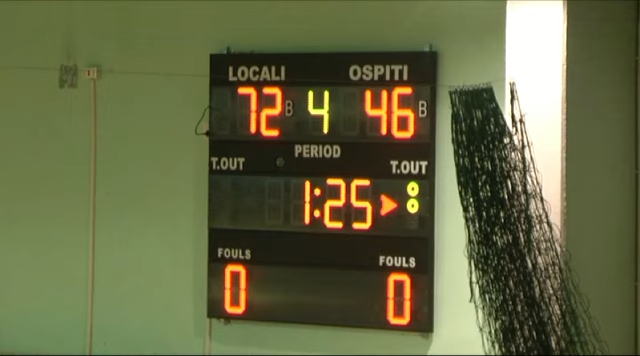 LOCALI OSPITI
72 B 4 46 B
PERIOD
T.OUT T.OUT
1:25
FOULS FOULS
0 0